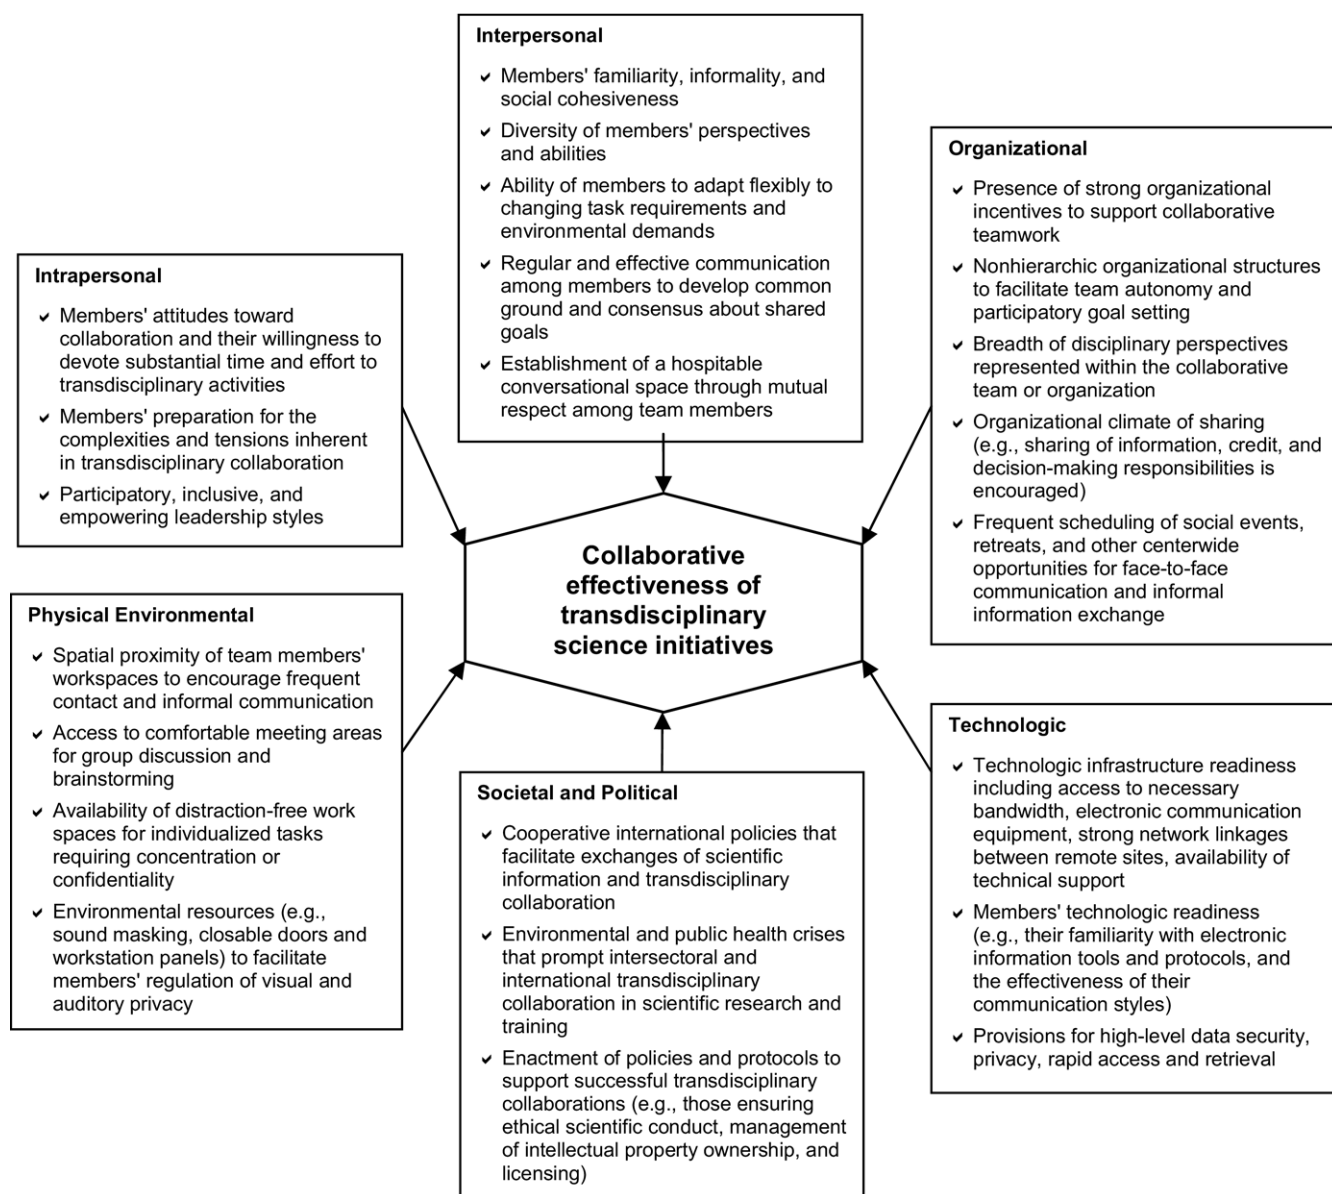 Interpersonal
✓ Members' familiarity, informality, and
social cohesiveness
✓ Diversity of members' perspectives
and abilities
✓ Ability of members to adapt flexibly to
changing task requirements and
environmental demands
✓ Regular and effective communication
among members to develop common
ground and consensus about shared
goals
✓ Establishment of a hospitable
conversational space through mutual
respect among team members
Organizational
✓ Presence of strong organizational
incentives to support collaborative
teamwork
✓ Nonhierarchic organizational structures
to facilitate team autonomy and
participatory goal setting
✓ Breadth of disciplinary perspectives
represented within the collaborative
team or organization
✓ Organizational climate of sharing
(e.g., sharing of information, credit, and
decision-making responsibilities is
encouraged)
✓ Frequent scheduling of social events,
retreats, and other centerwide
opportunities for face-to-face
communication and informal
information exchange
Intrapersonal
✓ Members' attitudes toward
collaboration and their willingness to
devote substantial time and effort to
transdisciplinary activities
✓ Members' preparation for the
complexities and tensions inherent
in transdisciplinary collaboration
✓ Participatory, inclusive, and
empowering leadership styles
Collaborative
effectiveness of
transdisciplinary
science initiatives
Physical Environmental
✓ Spatial proximity of team members'
workspaces to encourage frequent
contact and informal communication
✓ Access to comfortable meeting areas
for group discussion and
brainstorming
✓ Availability of distraction-free work
spaces for individualized tasks
requiring concentration or
confidentiality
✓ Environmental resources (e.g.,
sound masking, closable doors and
workstation panels) to facilitate
members' regulation of visual and
auditory privacy
Societal and Political
✓ Cooperative international policies that
facilitate exchanges of scientific
information and transdisciplinary
collaboration
✓ Environmental and public health crises
that prompt intersectoral and
international transdisciplinary
collaboration in scientific research and
training
✓ Enactment of policies and protocols to
support successful transdisciplinary
collaborations (e.g., those ensuring
ethical scientific conduct, management
of intellectual property ownership, and
licensing)
Technologic
✓ Technologic infrastructure readiness
including access to necessary
bandwidth, electronic communication
equipment, strong network linkages
between remote sites, availability of
technical support
✓ Members' technologic readiness
(e.g., their familiarity with electronic
information tools and protocols, and
the effectiveness of their
communication styles)
✓ Provisions for high-level data security,
privacy, rapid access and retrieval